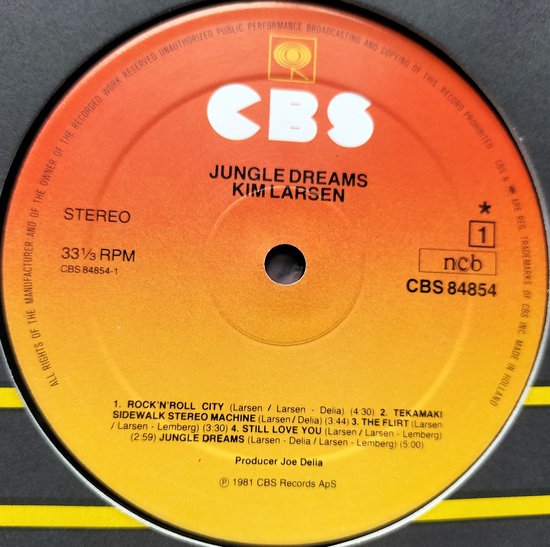 ALL RIGHTS OF THE MANUFACTURER AND OF THE OWNER OF THE RECORDED WORK RESERVED UNAUTHORIZED PUBLIC PERFORMANCE BROADCASTING AND COPYING OF THIS RECORD PROHIBITED
CBS & ARE REG. TRADEMARKS OF CBS INC. MADE IN HOLLAND
CBS
JUNGLE DREAMS
KIM LARSEN
STEREO
*
1
33⅓ RPM
ncb
CBS 84854-1
CBS 84854
1. ROCK'N'ROLL CITY (Larsen / Larsen - Delia) (4:30) 2. TEKAMAKI
SIDEWALK STEREO MACHINE (Larsen / Delia) (3:44) 3. THE FLIRT (Larsen
/ Larsen - Lemberg) (3:30) 4. STILL LOVE YOU (Larsen / Larsen - Lemberg)
(2:59) JUNGLE DREAMS (Larsen - Delia / Larsen - Lemberg) (5:00)
Producer Joe Delia
℗ 1981 CBS Records ApS